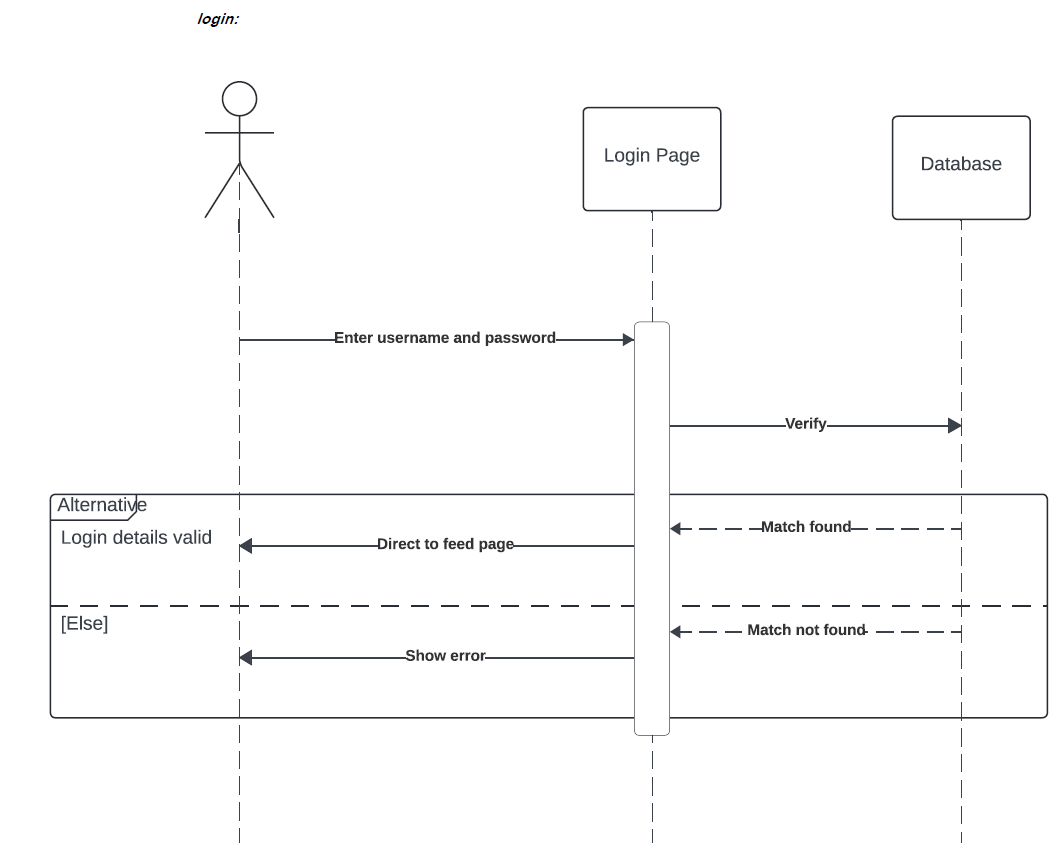 login:
Login Page
Database
Enter username and password
Verify
Alternative
Login details valid
Match found
Direct to feed page
[Else]
Match not found
Show error